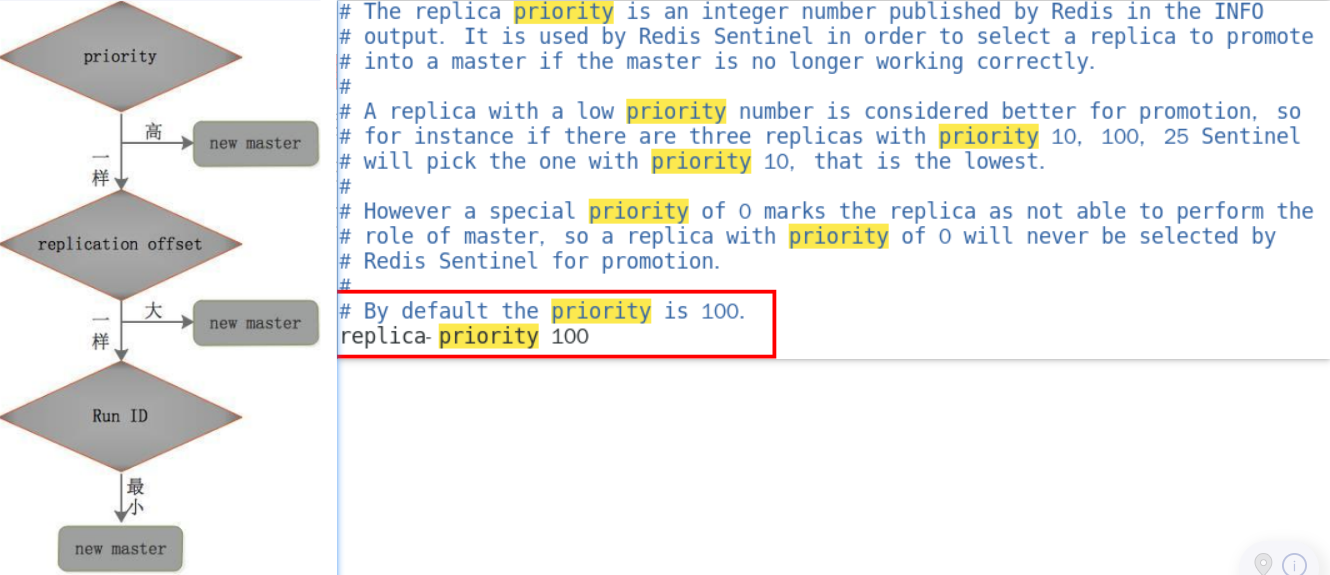 priority
高
new master
一
样
replication offset
大
new master
一
样
Run ID
最
小
new master
# The replica priority is an integer number published by Redis in the INFO
# output. It is used by Redis Sentinel in order to select a replica to promote
# into a master if the master is no longer working correctly.
#
# A replica with a low priority number is considered better for promotion, so
# for instance if there are three replicas with priority 10, 100, 25 Sentinel
# will pick the one with priority 10, that is the lowest.
#
# However a special priority of 0 marks the replica as not able to perform the
# role of master, so a replica with priority of 0 will never be selected by
# Redis Sentinel for promotion.
#
# By default the priority is 100.
replica-priority 100